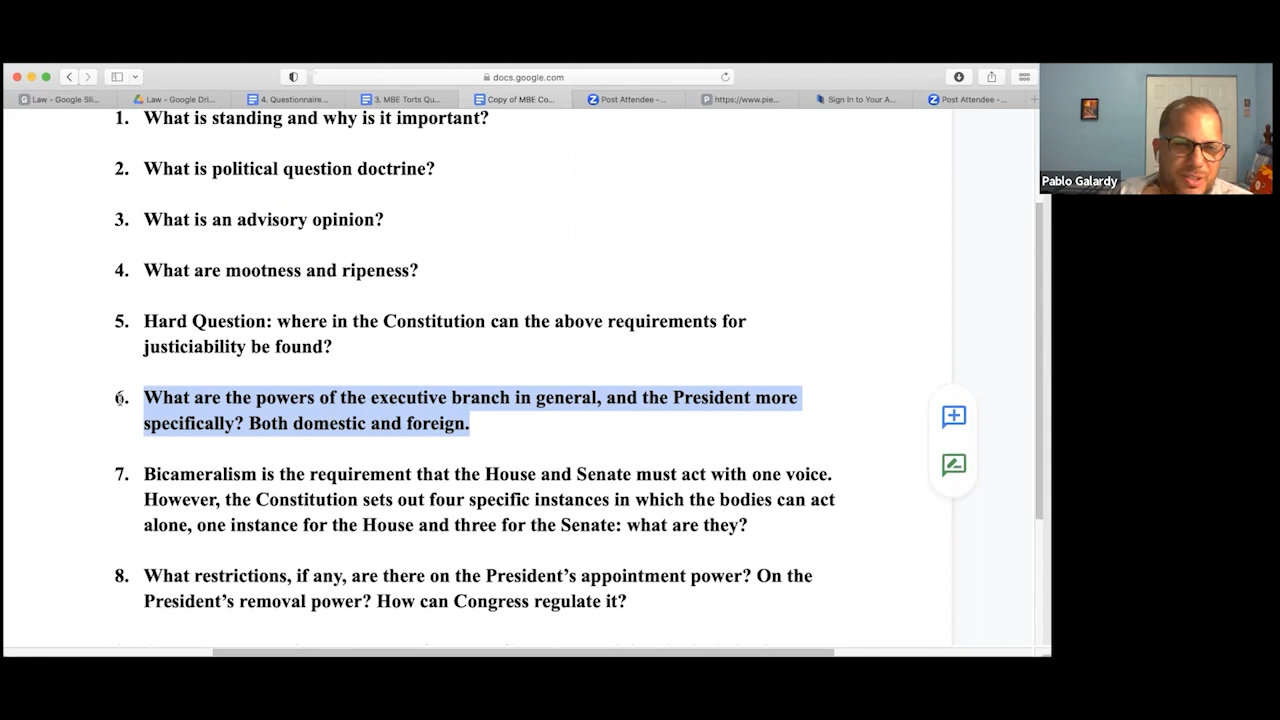 docs.google.com
Law - Google Sli...
Law - Google Dri...
4. Questionnaire...
3. MBE Torts Qu...
Copy of MBE Co...
Post Attendee -...
https://www.pie...
Sign In to Your A...
Post Attendee -...
1. What is standing and why is it important?
2. What is political question doctrine?
3. What is an advisory opinion?
4. What are mootness and ripeness?
5. Hard Question: where in the Constitution can the above requirements for
justiciability be found?
6. What are the powers of the executive branch in general, and the President more
specifically? Both domestic and foreign.
7. Bicameralism is the requirement that the House and Senate must act with one voice.
However, the Constitution sets out four specific instances in which the bodies can act
alone, one instance for the House and three for the Senate: what are they?
8. What restrictions, if any, are there on the President’s appointment power? On the
President’s removal power? How can Congress regulate it?
Pablo Galardy